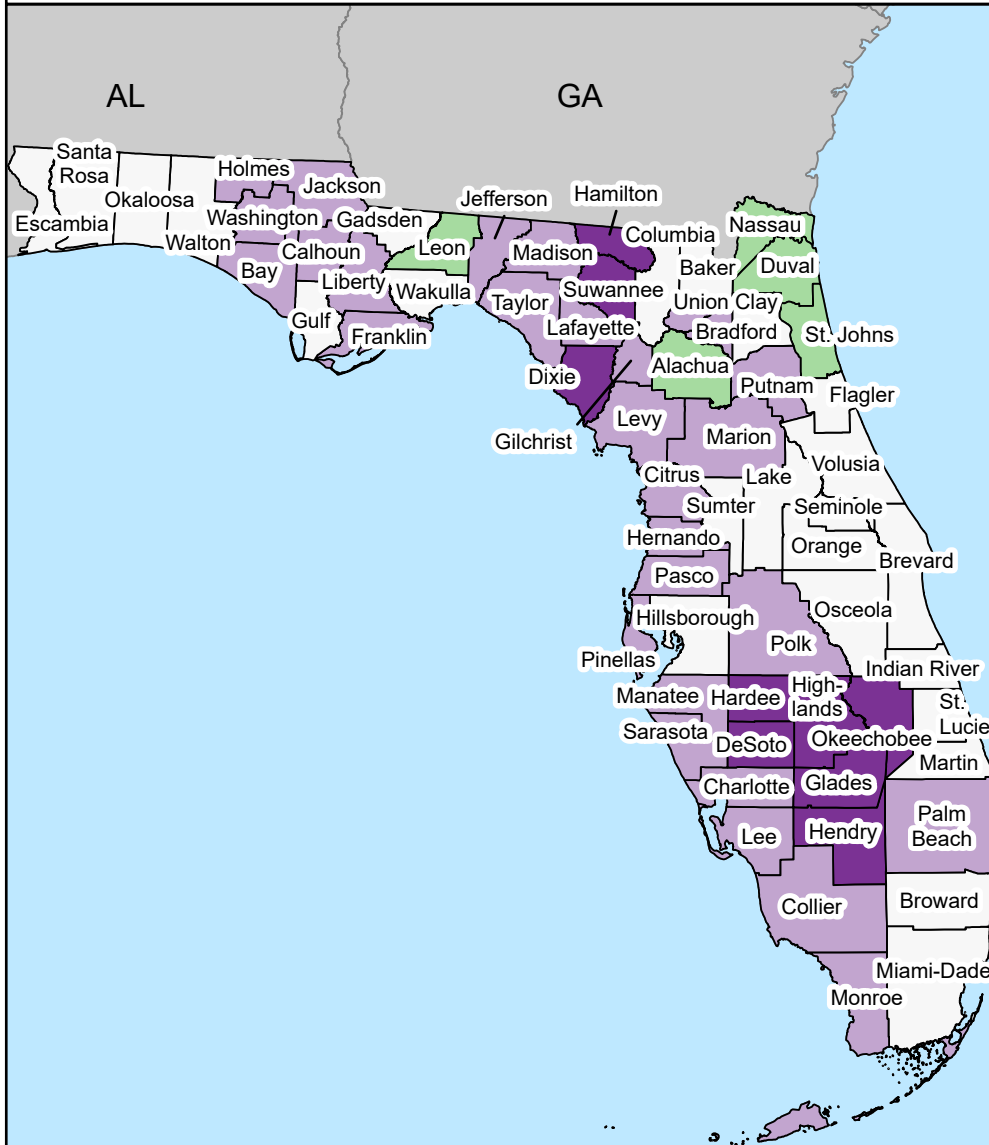 AL
GA
Santa
Rosa
Holmes
Jackson
Jefferson
Hamilton
Okaloosa
Escambia
Washington
Gadsden
Columbia
Nassau
Walton
Calhoun
Leon
Madison
Baker
Duval
Bay
Liberty
Wakulla
Taylor
Suwannee
Union
Clay
Gulf
Franklin
Lafayette
Bradford
St. Johns
Dixie
Alachua
Putnam
Flagler
Gilchrist
Levy
Marion
Citrus
Lake
Volusia
Sumter
Seminole
Hernando
Orange
Brevard
Pasco
Hillsborough
Osceola
Polk
Pinellas
Indian River
Manatee
Hardee
High-
lands
St.
Lucie
Sarasota
DeSoto
Okeechobee
Martin
Charlotte
Glades
Lee
Hendry
Palm
Beach
Collier
Broward
Miami-Dade
Monroe